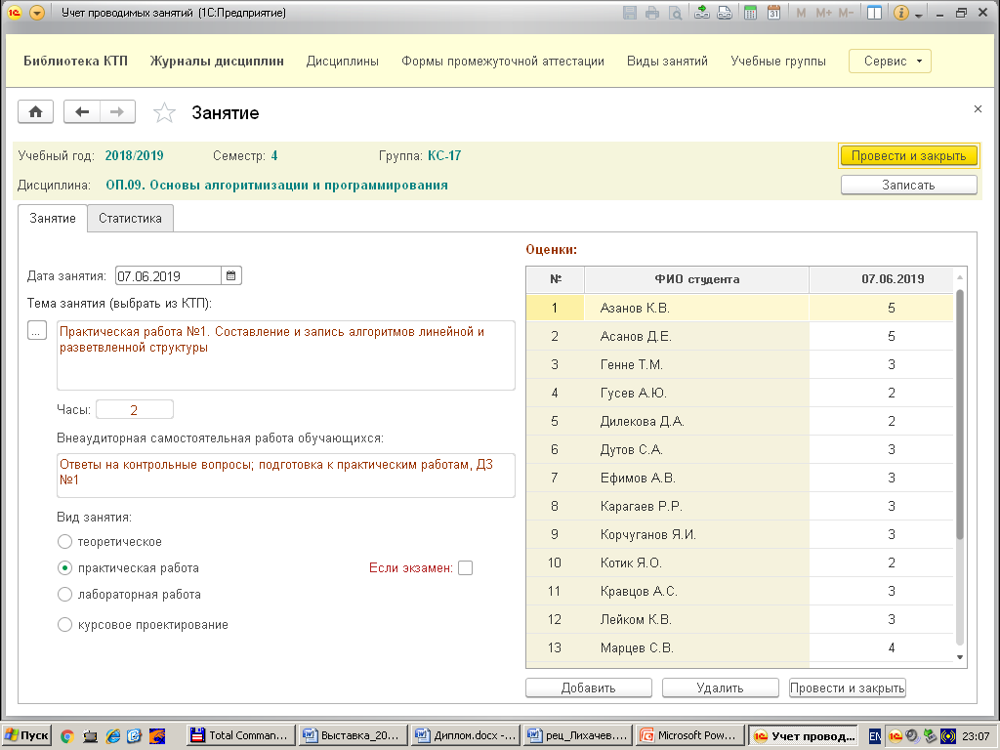 Учет проводимых занятий (1С:Предприятие)
M M+ M-
Библиотека КТП Журналы дисциплин Дисциплины Формы промежуточной аттестации Виды занятий Учебные группы Сервис
Занятие
Учебный год: 2018/2019 Семестр: 4 Группа: КС-17
Провести и закрыть
Дисциплина: ОП.09. Основы алгоритмизации и программирования
Записать
Занятие Статистика
Оценки:
Дата занятия: 07.06.2019
Тема занятия (выбрать из КТП):
...
Практическая работа №1. Составление и запись алгоритмов линейной и
разветвленной структуры
Часы: 2
Внеаудиторная самостоятельная работа обучающихся:
Ответы на контрольные вопросы; подготовка к практическим работам, ДЗ
№1
Вид занятия:
теоретическое
практическая работа
Если экзамен:
лабораторная работа
курсовое проектирование
№ ФИО студента 07.06.2019
1 Азанов К.В. 5
2 Асанов Д.Е. 5
3 Генне Т.М. 3
4 Гусев А.Ю. 2
5 Дилекова Д.А. 2
6 Дутов С.А. 3
7 Ефимов А.В. 3
8 Карагаев Р.Р. 3
9 Корчуганов Я.И. 3
10 Котик Я.О. 2
11 Кравцов А.С. 3
12 Лейком К.В. 3
13 Марцев С.В. 4
Добавить Удалить Провести и закрыть
Пуск Total Comman... Выставка_20... Диплом.docx -... рец_Лихачев.... Microsoft Pow... Учет провод... EN 23:07